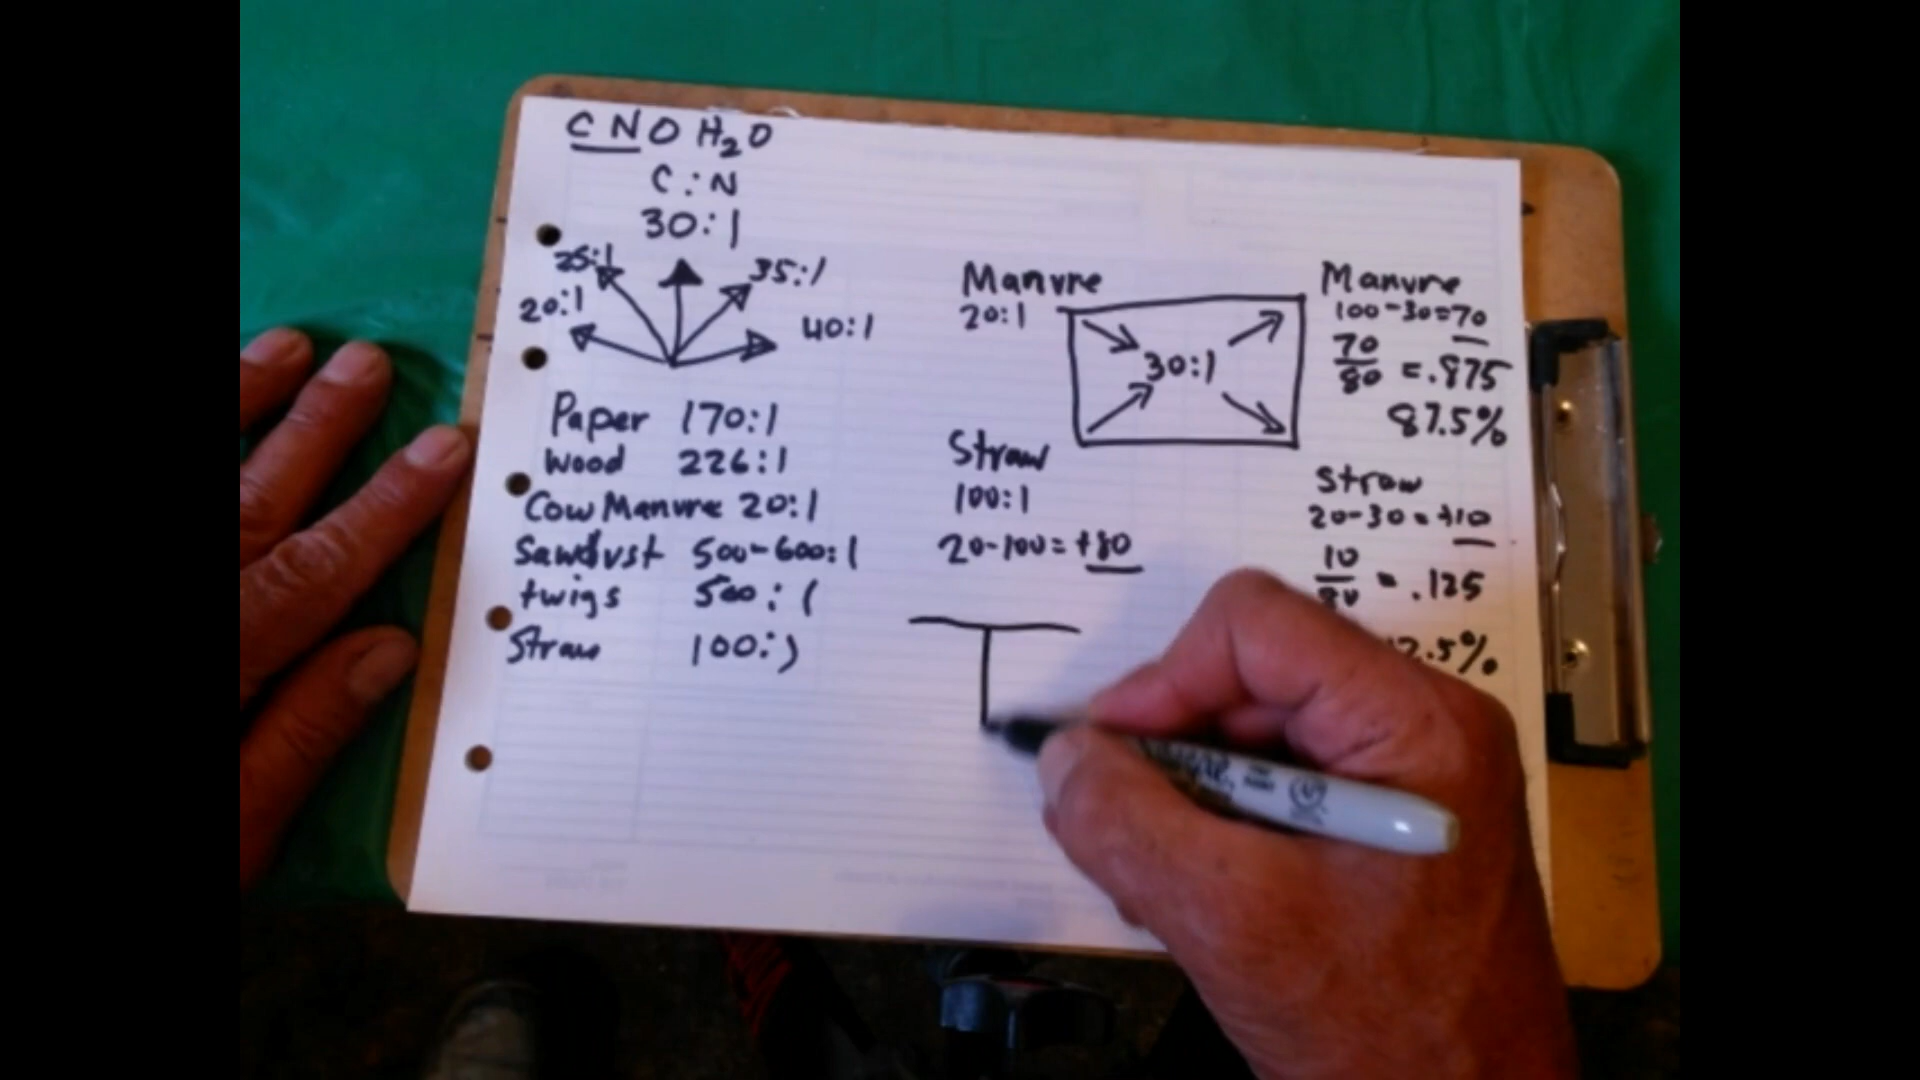 C N O H2O
C:N
30:1
25:1
35:1
20:1
40:1
Paper 170:1
Wood 226:1
Cow Manure 20:1
Sawdust 500-600:1
twigs 500:1
Straw 100:1
Manure
20:1
30:1
Straw
100:1
20-100=+80
Manure
100-30=70
70
80 = .875
87.5%
Straw
20-30=+10
10
80 = .125
2.5%